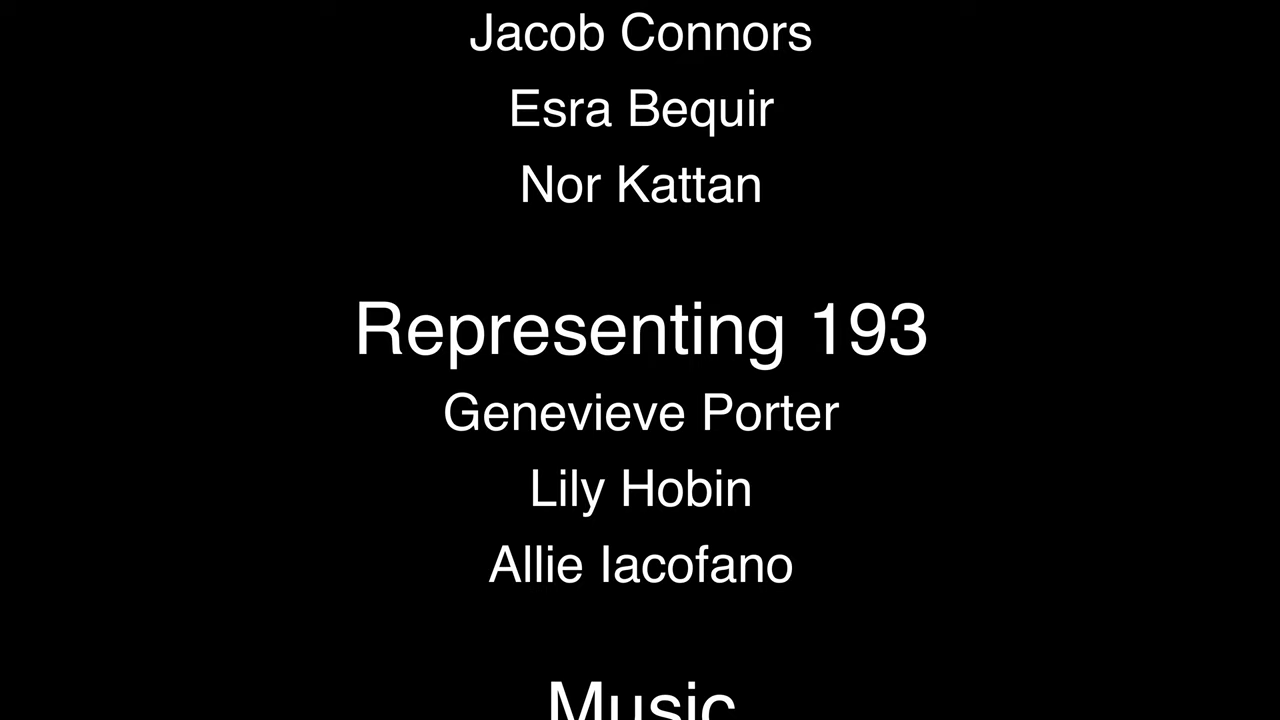 Jacob Connors
Esra Bequir
Nor Kattan
Representing 193
Genevieve Porter
Lily Hobin
Allie Iacofano
Music